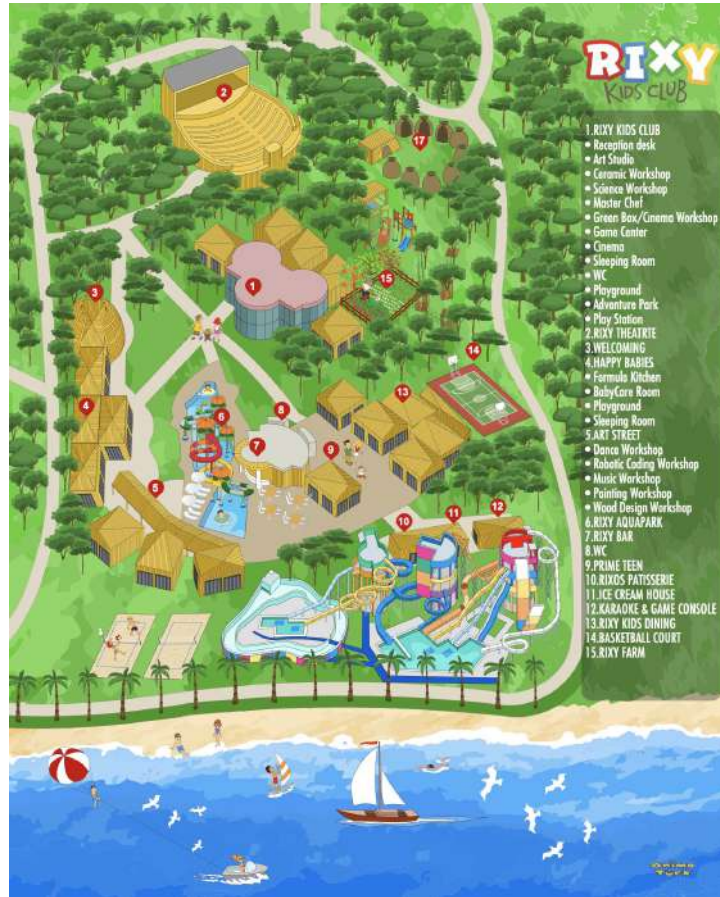 RIXY
KIDS CLUB
1.RIXY KIDS CLUB
• Reception desk
• Art Studio
• Ceramic Workshop
• Science Workshop
• Master Chef
• Green Box/Cinema Workshop
• Game Center
• Cinema
• Sleeping Room
• WC
• Playground
• Adventure Park
• Play Station
2.RIXY THEATRTE
3.WELCOMING
4.HAPPY BABIES
• Formula Kitchen
• BabyCare Room
• Playground
• Sleeping Room
5.ART STREET
• Dance Workshop
• Robotic Coding Workshop
• Music Workshop
• Painting Workshop
• Wood Design Workshop
6.RIXY AQUAPARK
7.RIXY BAR
8.WC
9.PRIME TEEN
10.RIXOS PATISSERIE
11.ICE CREAM HOUSE
12.KARAOKE & GAME CONSOLE
13.RIXY KIDS DINING
14.BASKETBALL COURT
15.RIXY FARM
2
17
1
15
3
14
13
4
6
8
7
9
5
10
11
12